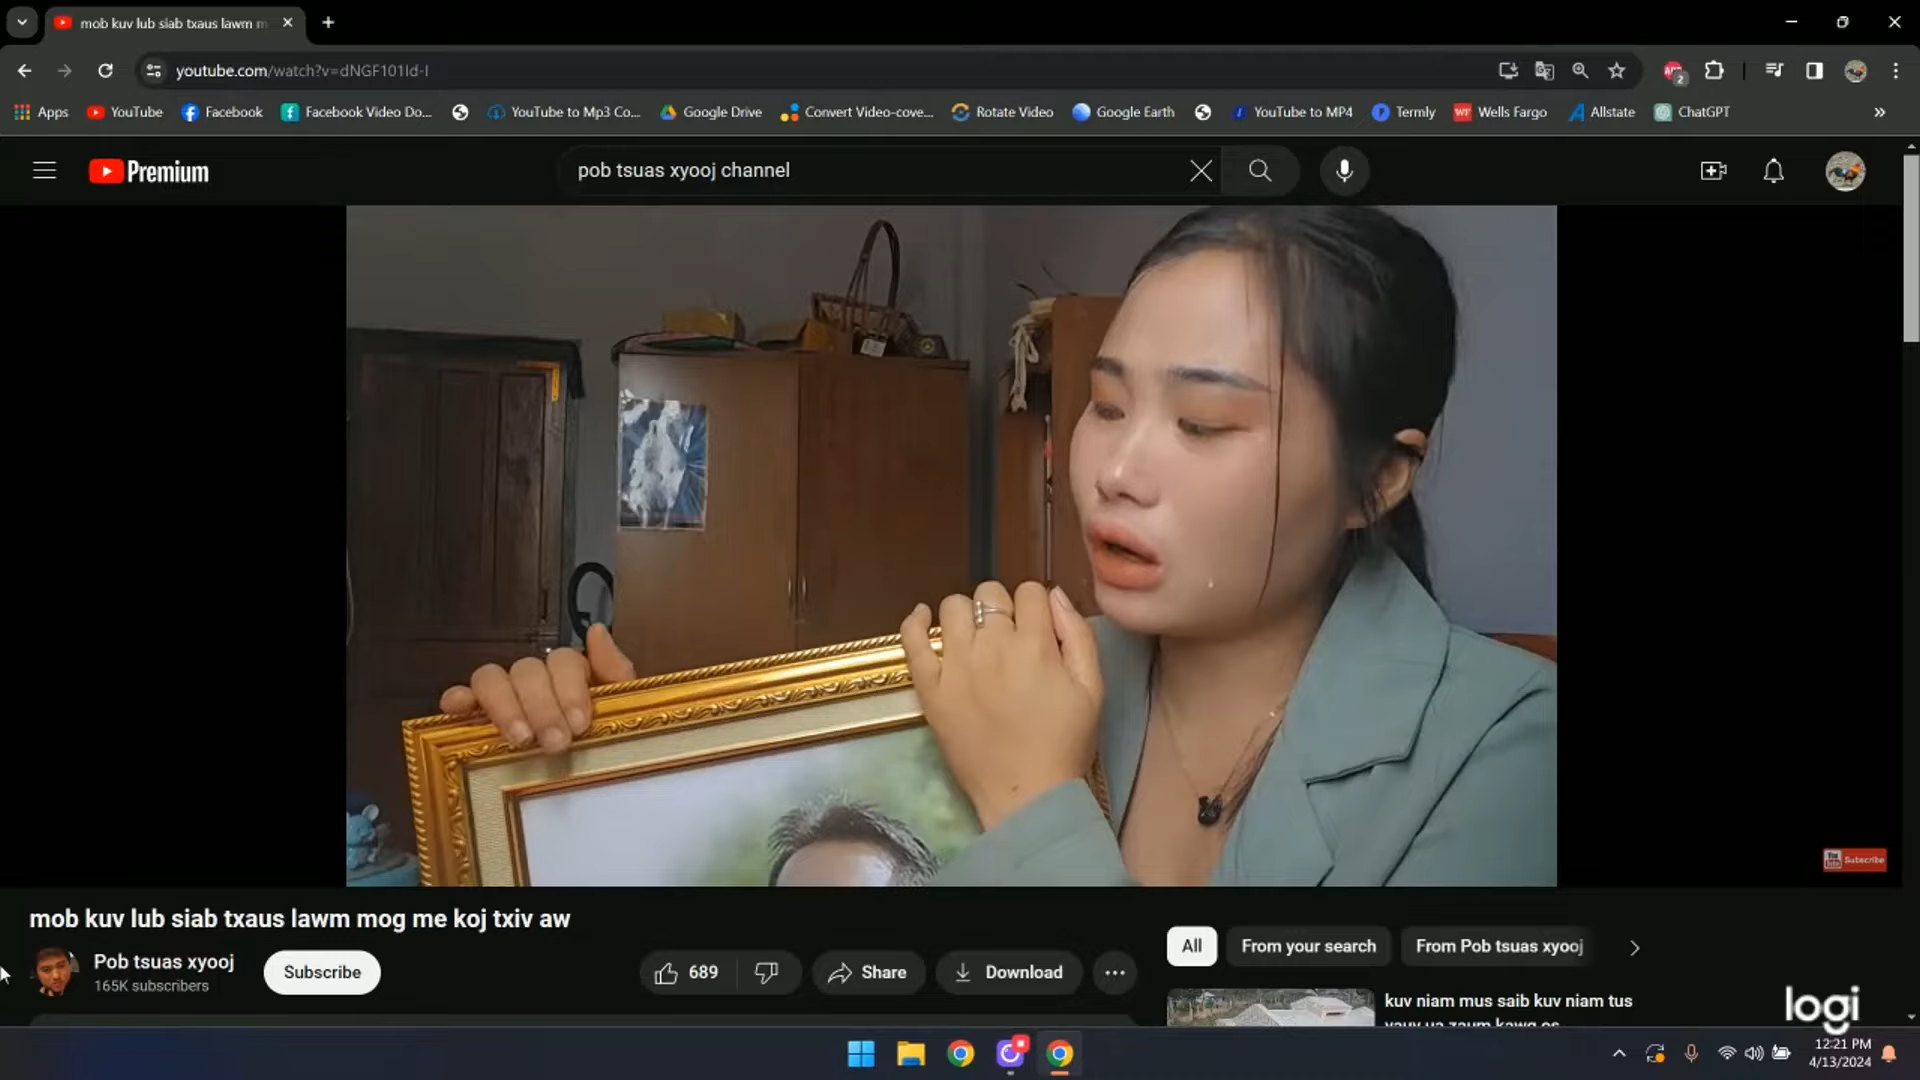 mob kuv lub siab txaus lawm m
youtube.com/watch?v=dNGF101Id-I
2
Apps
YouTube
Facebook
Facebook Video Do...
YouTube to Mp3 Co...
Google Drive
Convert Video-cove...
Rotate Video
Google Earth
YouTube to MP4
Termly
WF Wells Fargo
Allstate
ChatGPT
Premium
pob tsuas xyooj channel
Subscribe
mob kuv lub siab txaus lawm mog me koj txiv aw
Pob tsuas xyooj
165K subscribers
Subscribe
689
Share
Download
All
From your search
From Pob tsuas xyooj
kuv niam mus saib kuv niam tus
logi
12:21 PM
4/13/2024